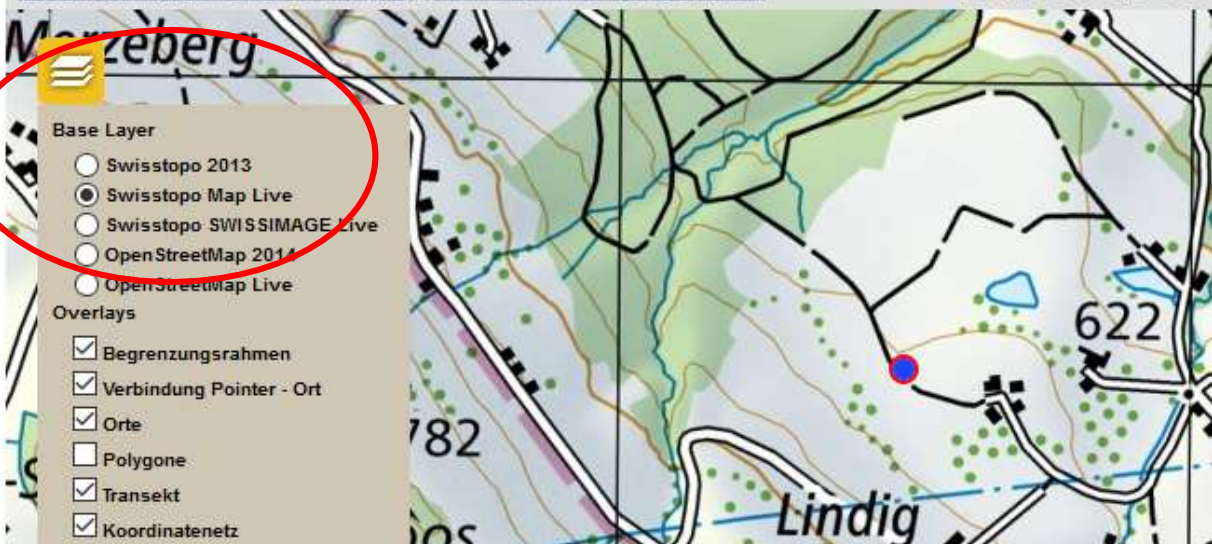 Merzeberg
Base Layer
Swisstopo 2013
Swisstopo Map Live
Swisstopo SWISSIMAGE Live
OpenStreetMap 2014
OpenStreetMap Live
Overlays
Begrenzungsrahmen
Verbindung Pointer - Ort
Orte
Polygone
Transekt
Koordinatenetz
622
782
Lindig